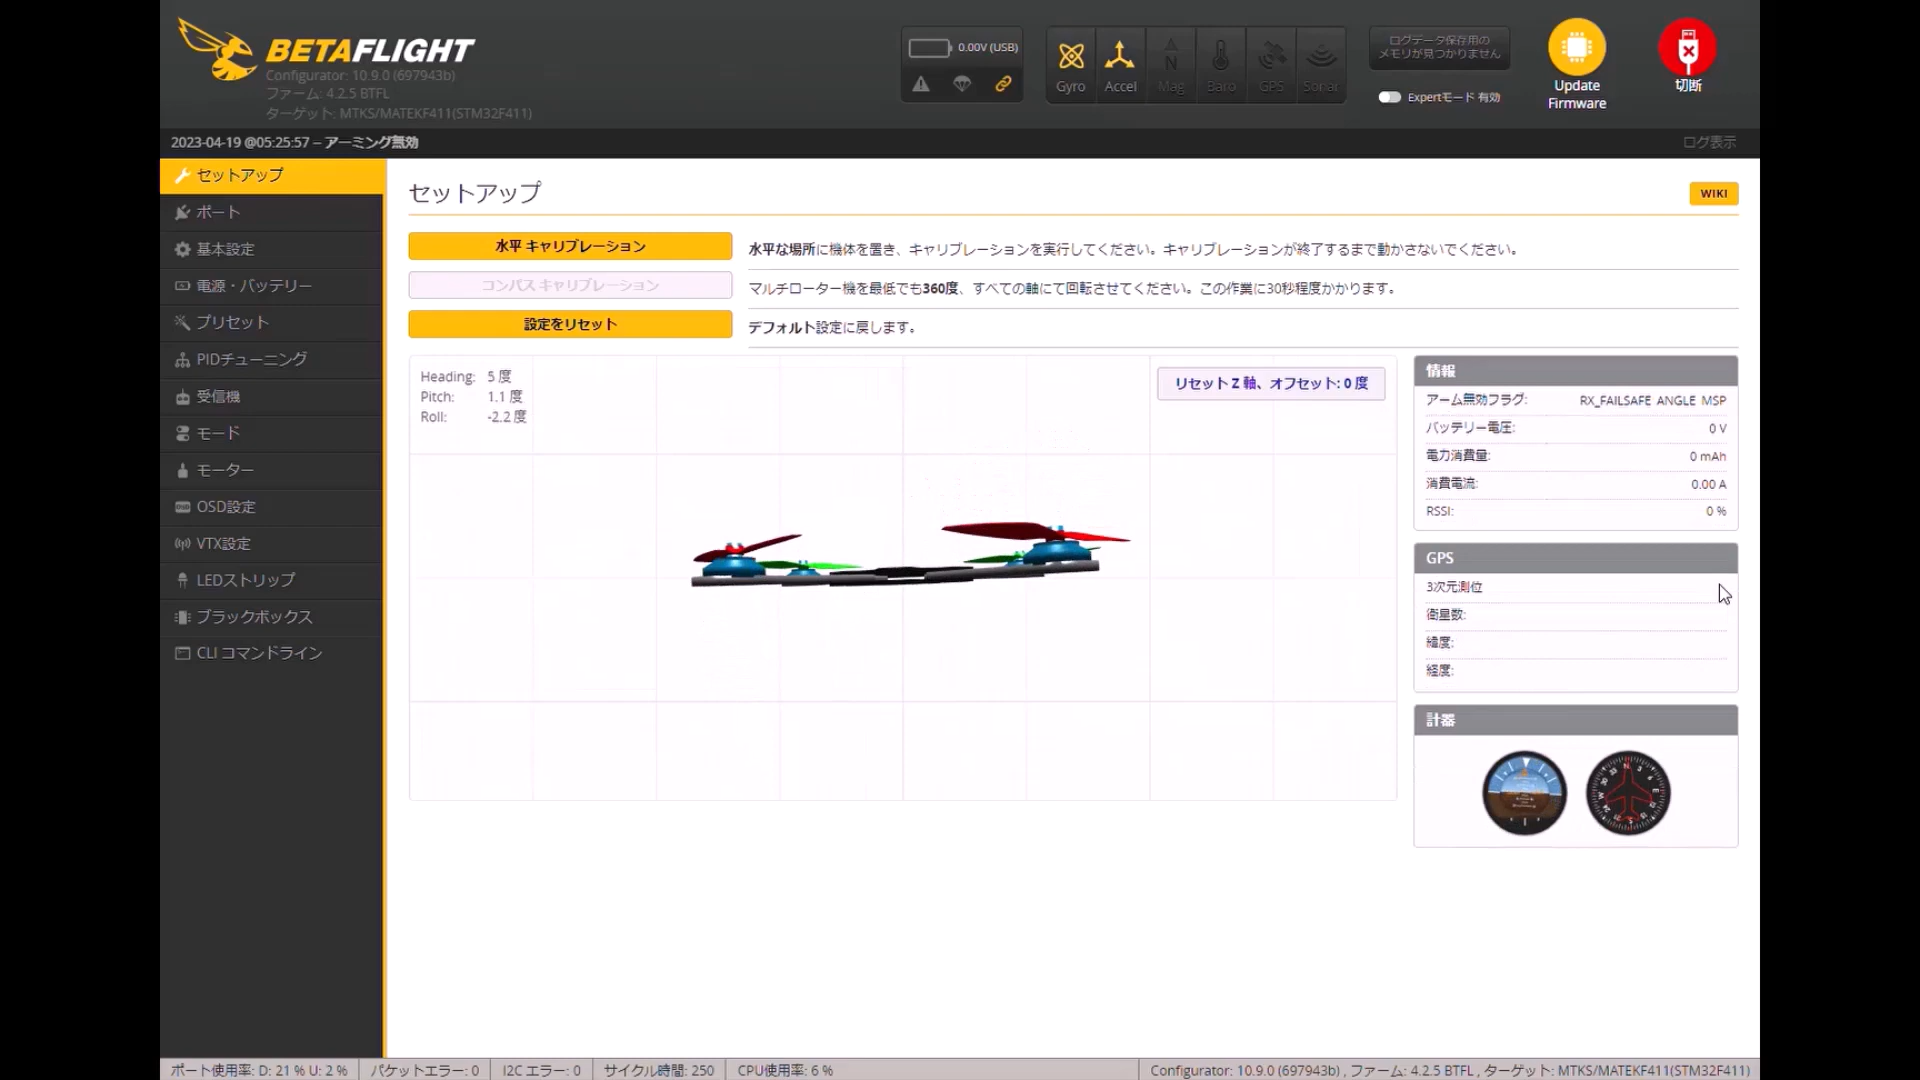 BETAFLIGHT
Configurator: 10.9.0 (697943b)
ファーム: 4.2.5 BTFL
ターゲット: MTKS/MATEKF411(STM32F411)
0.00V (USB)
Gyro
Accel
Mag
Baro
GPS
Sonar
ログデータ保存用の
メモリが見つかりません
Expertモード 有効
Update
Firmware
切断
2023-04-19 @05:25:57 – アーミング無効
ログ表示
セットアップ
ポート
基本設定
電源・バッテリー
プリセット
PIDチューニング
受信機
モード
モーター
OSD設定
VTX設定
LEDストリップ
ブラックボックス
CLI コマンドライン
セットアップ
WIKI
水平 キャリブレーション
水平な場所に機体を置き、キャリブレーションを実行してください。キャリブレーションが終了するまで動かさないでください。
コンパス キャリブレーション
マルチローター機を最低でも360度、すべての軸にて回転させてください。この作業に30秒程度かかります。
設定をリセット
デフォルト設定に戻します。
Heading: 5 度
Pitch: 1.1 度
Roll: -2.2 度
リセット Z 軸、オフセット: 0 度
情報
アーム無効フラグ: RX_FAILSAFE ANGLE MSP
バッテリー電圧: 0 V
電力消費量: 0 mAh
消費電流: 0.00 A
RSSI: 0 %
GPS
3次元測位
衛星数:
緯度:
経度:
計器
ポート使用率: D: 21 % U: 2 %
パケットエラー: 0
I2C エラー: 0
サイクル時間: 250
CPU使用率: 6 %
Configurator: 10.9.0 (697943b) , ファーム: 4.2.5 BTFL , ターゲット: MTKS/MATEKF411(STM32F411)